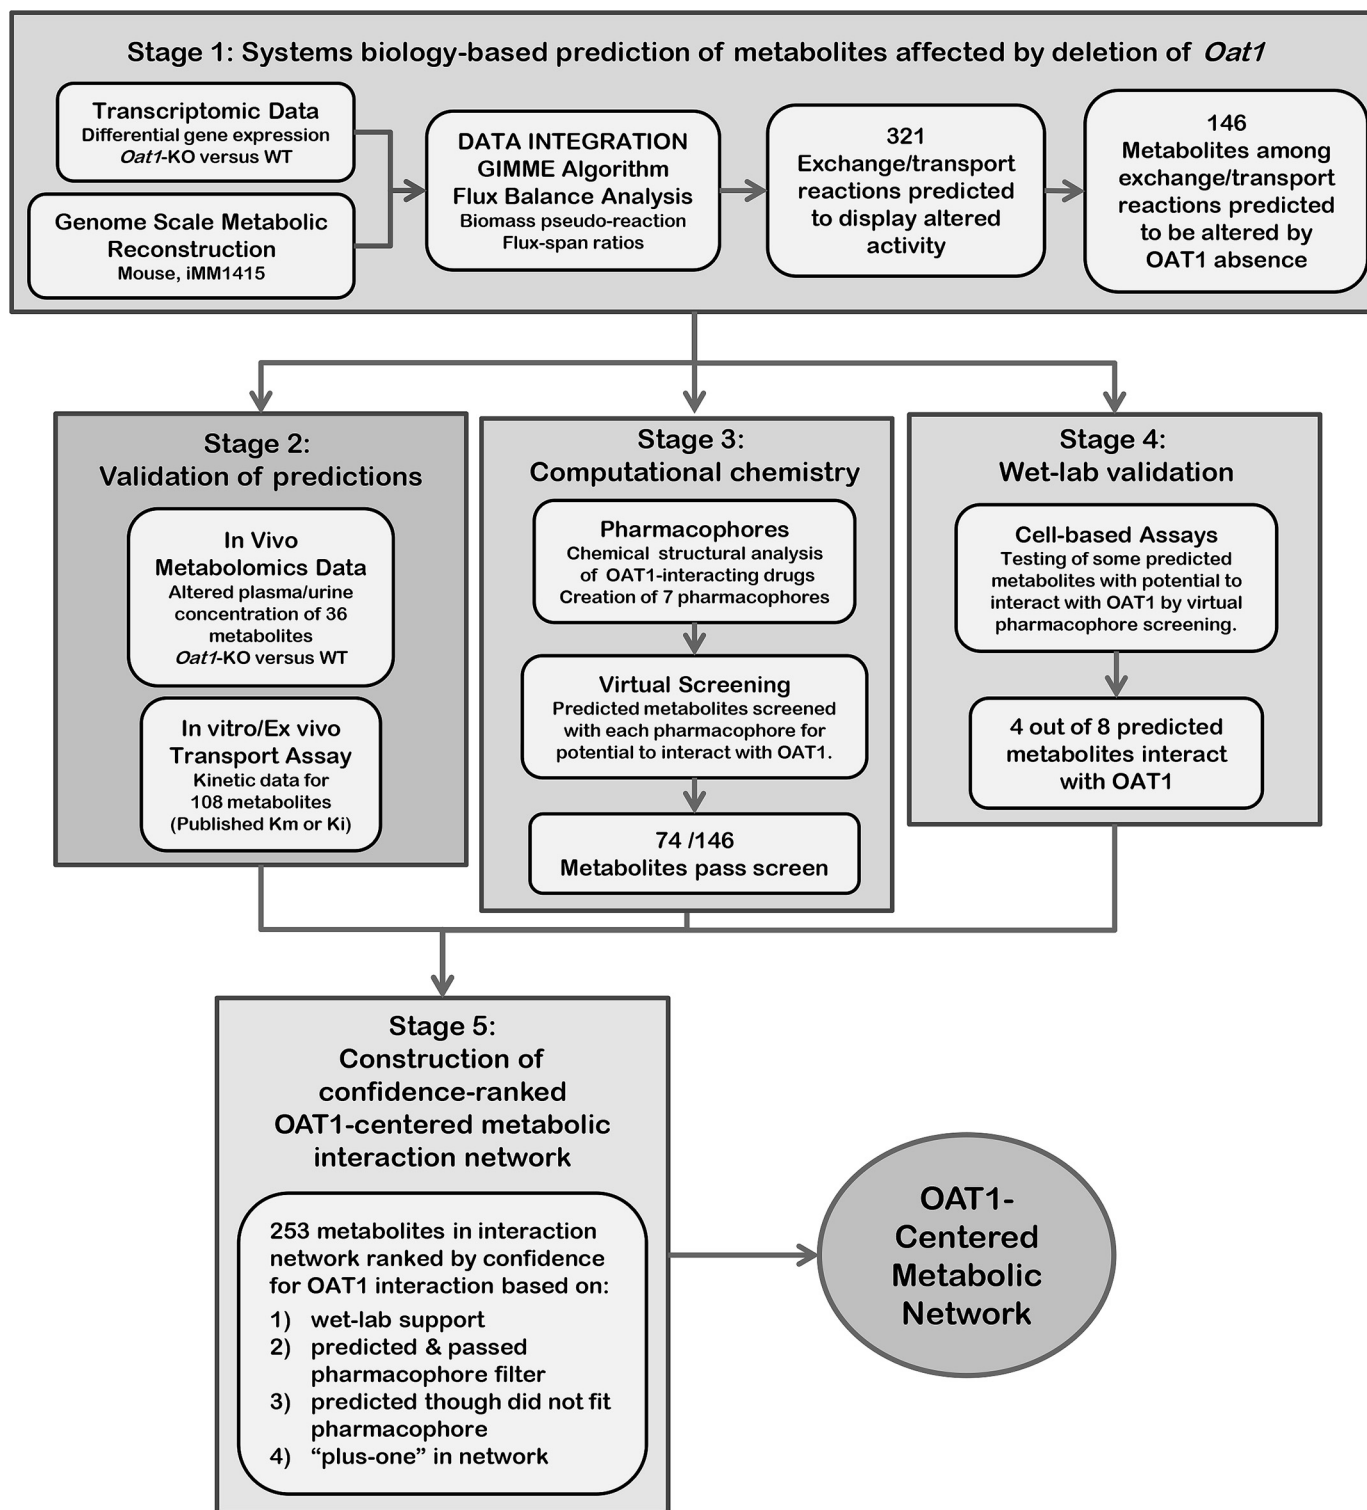 Stage 1: Systems biology-based prediction of metabolites affected by deletion of Oat1
Transcriptomic Data
Differential gene expression
Oat1-KO versus WT
Genome Scale Metabolic
Reconstruction
Mouse, iMM1415
DATA INTEGRATION
GIMME Algorithm
Flux Balance Analysis
Biomass pseudo-reaction
Flux-span ratios
321
Exchange/transport
reactions predicted
to display altered
activity
146
Metabolites among
exchange/transport
reactions predicted
to be altered by
OAT1 absence
Stage 2:
Validation of predictions
In Vivo
Metabolomics Data
Altered plasma/urine
concentration of 36
metabolites
Oat1-KO versus WT
In vitro/Ex vivo
Transport Assay
Kinetic data for
108 metabolites
(Published Km or Ki)
Stage 3:
Computational chemistry
Pharmacophores
Chemical structural analysis
of OAT1-interacting drugs
Creation of 7 pharmacophores
Virtual Screening
Predicted metabolites screened
with each pharmacophore for
potential to interact with OAT1.
74 /146
Metabolites pass screen
Stage 4:
Wet-lab validation
Cell-based Assays
Testing of some predicted
metabolites with potential to
interact with OAT1 by virtual
pharmacophore screening.
4 out of 8 predicted
metabolites interact
with OAT1
Stage 5:
Construction of
confidence-ranked
OAT1-centered metabolic
interaction network
253 metabolites in interaction
network ranked by confidence
for OAT1 interaction based on:
1) wet-lab support
2) predicted & passed
pharmacophore filter
3) predicted though did not fit
pharmacophore
4) “plus-one” in network
OAT1-
Centered
Metabolic
Network